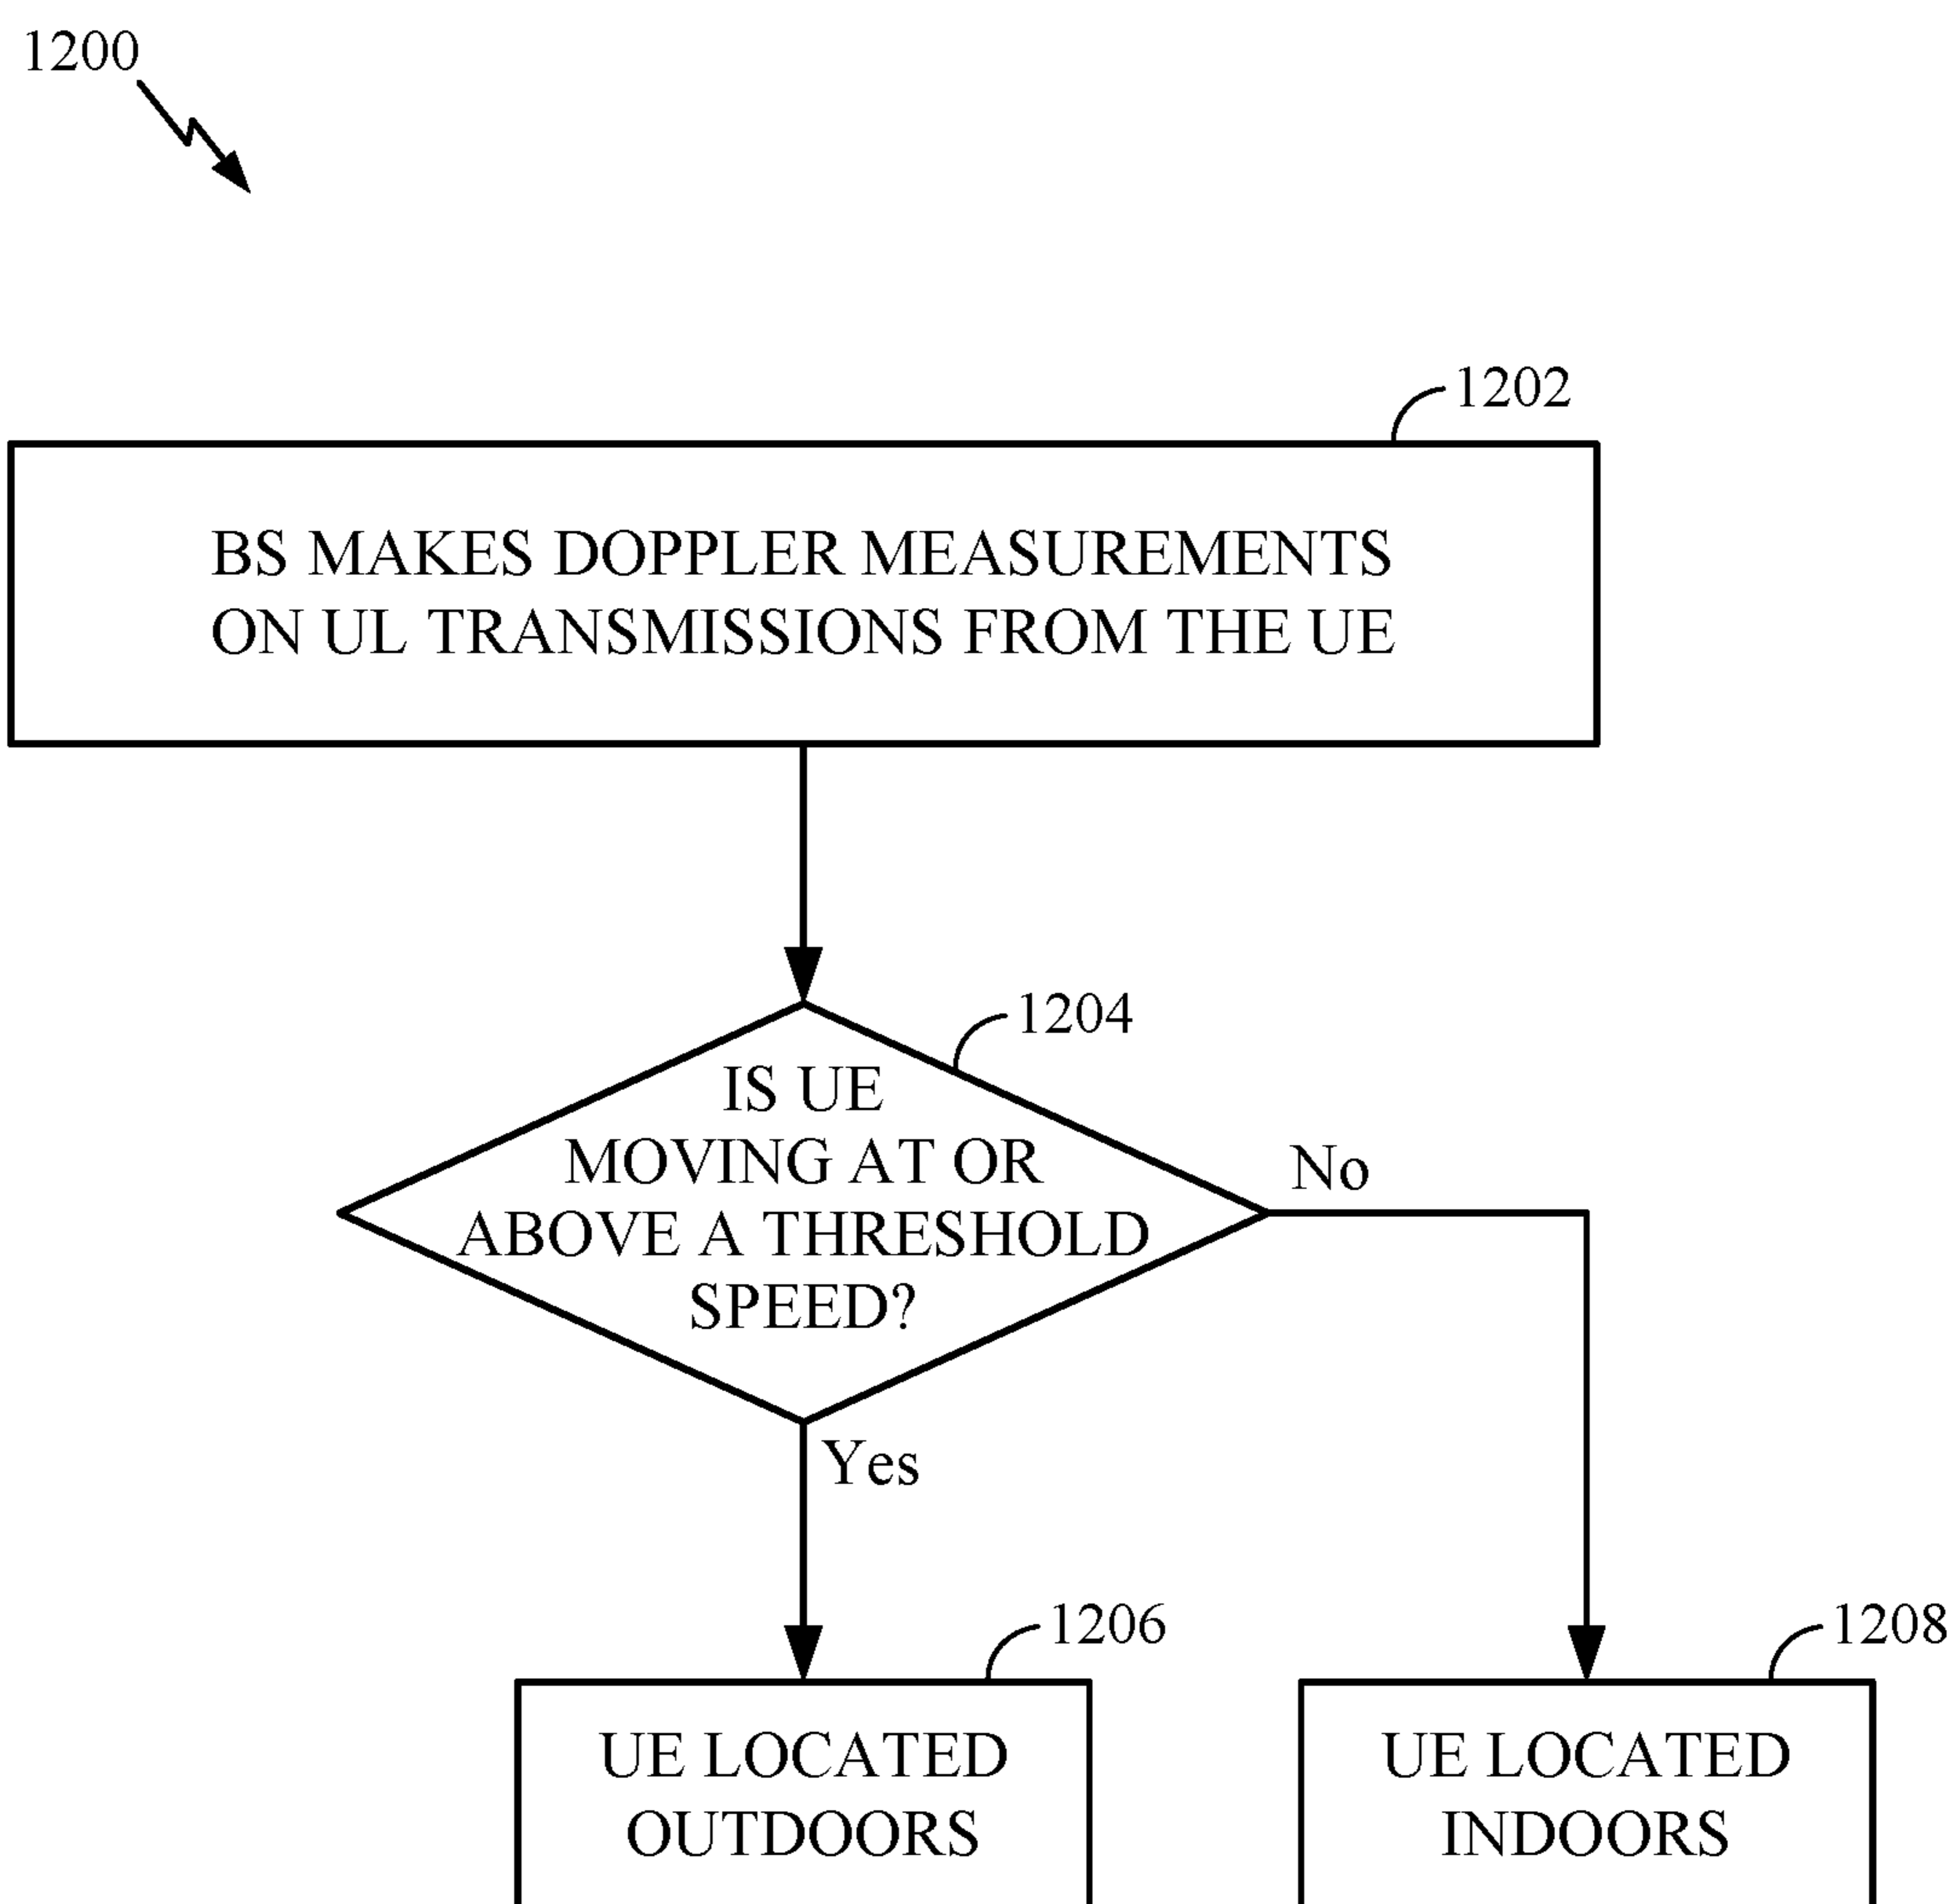 1200
1202
BS MAKES DOPPLER MEASUREMENTS
ON UL TRANSMISSIONS FROM THE UE
1204
IS UE
MOVING AT OR
ABOVE A THRESHOLD
SPEED?
No
Yes
1206
UE LOCATED
OUTDOORS
1208
UE LOCATED
INDOORS